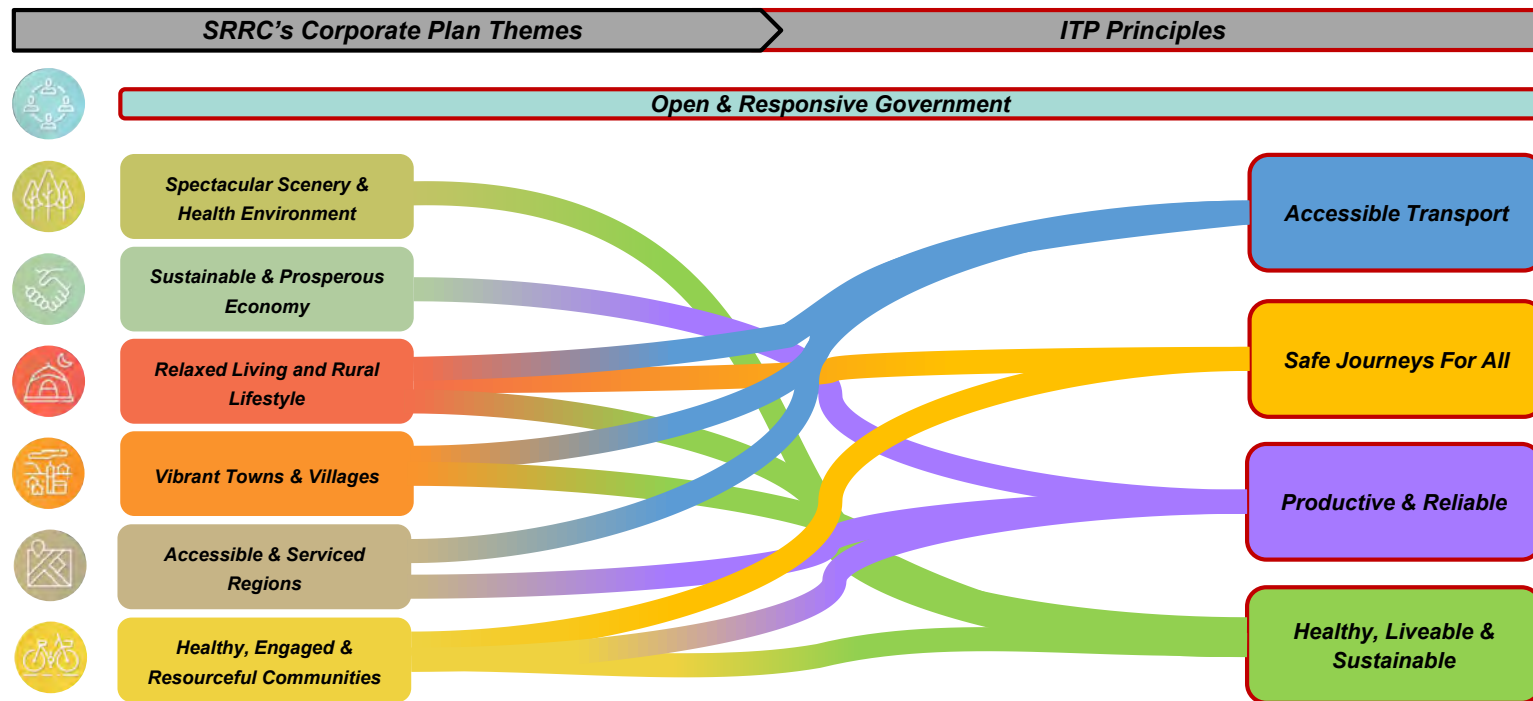 SRRC's Corporate Plan Themes
ITP Principles
Open & Responsive Government
Spectacular Scenery &
Health Environment
Sustainable & Prosperous
Economy
Relaxed Living and Rural
Lifestyle
Vibrant Towns & Villages
Accessible & Serviced
Regions
Healthy, Engaged &
Resourceful Communities
Accessible Transport
Safe Journeys For All
Productive & Reliable
Healthy, Liveable &
Sustainable